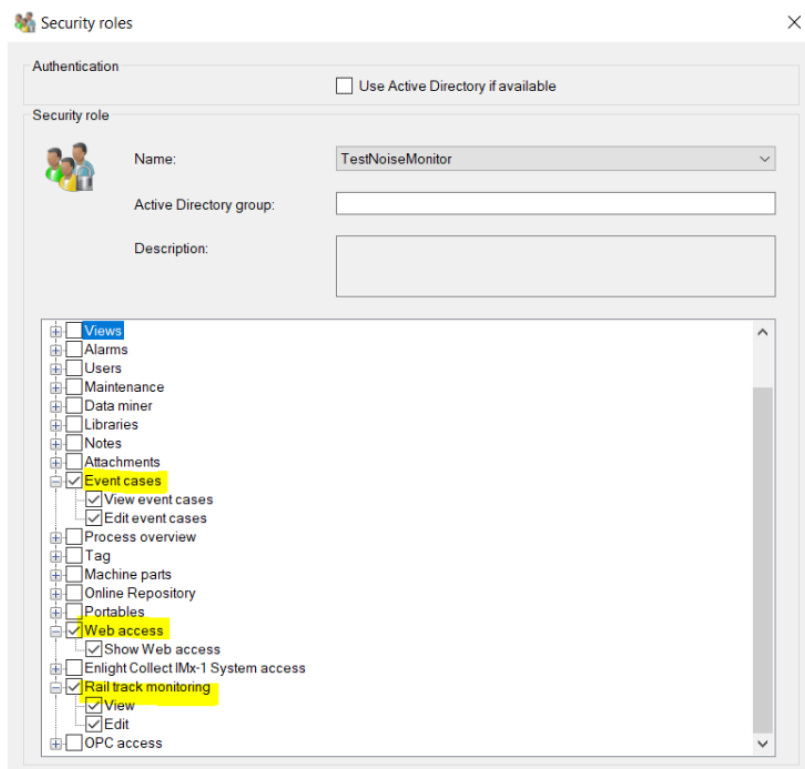 Security roles
Authentication
Use Active Directory if available
Security role
Name:
TestNoiseMonitor
Active Directory group:
Description:
Views
Alarms
Users
Maintenance
Data miner
Libraries
Notes
Attachments
Event cases
View event cases
Edit event cases
Process overview
Tag
Machine parts
Online Repository
Portables
Web access
Show Web access
Enlight Collect IMx-1 System access
Rail track monitoring
View
Edit
OPC access